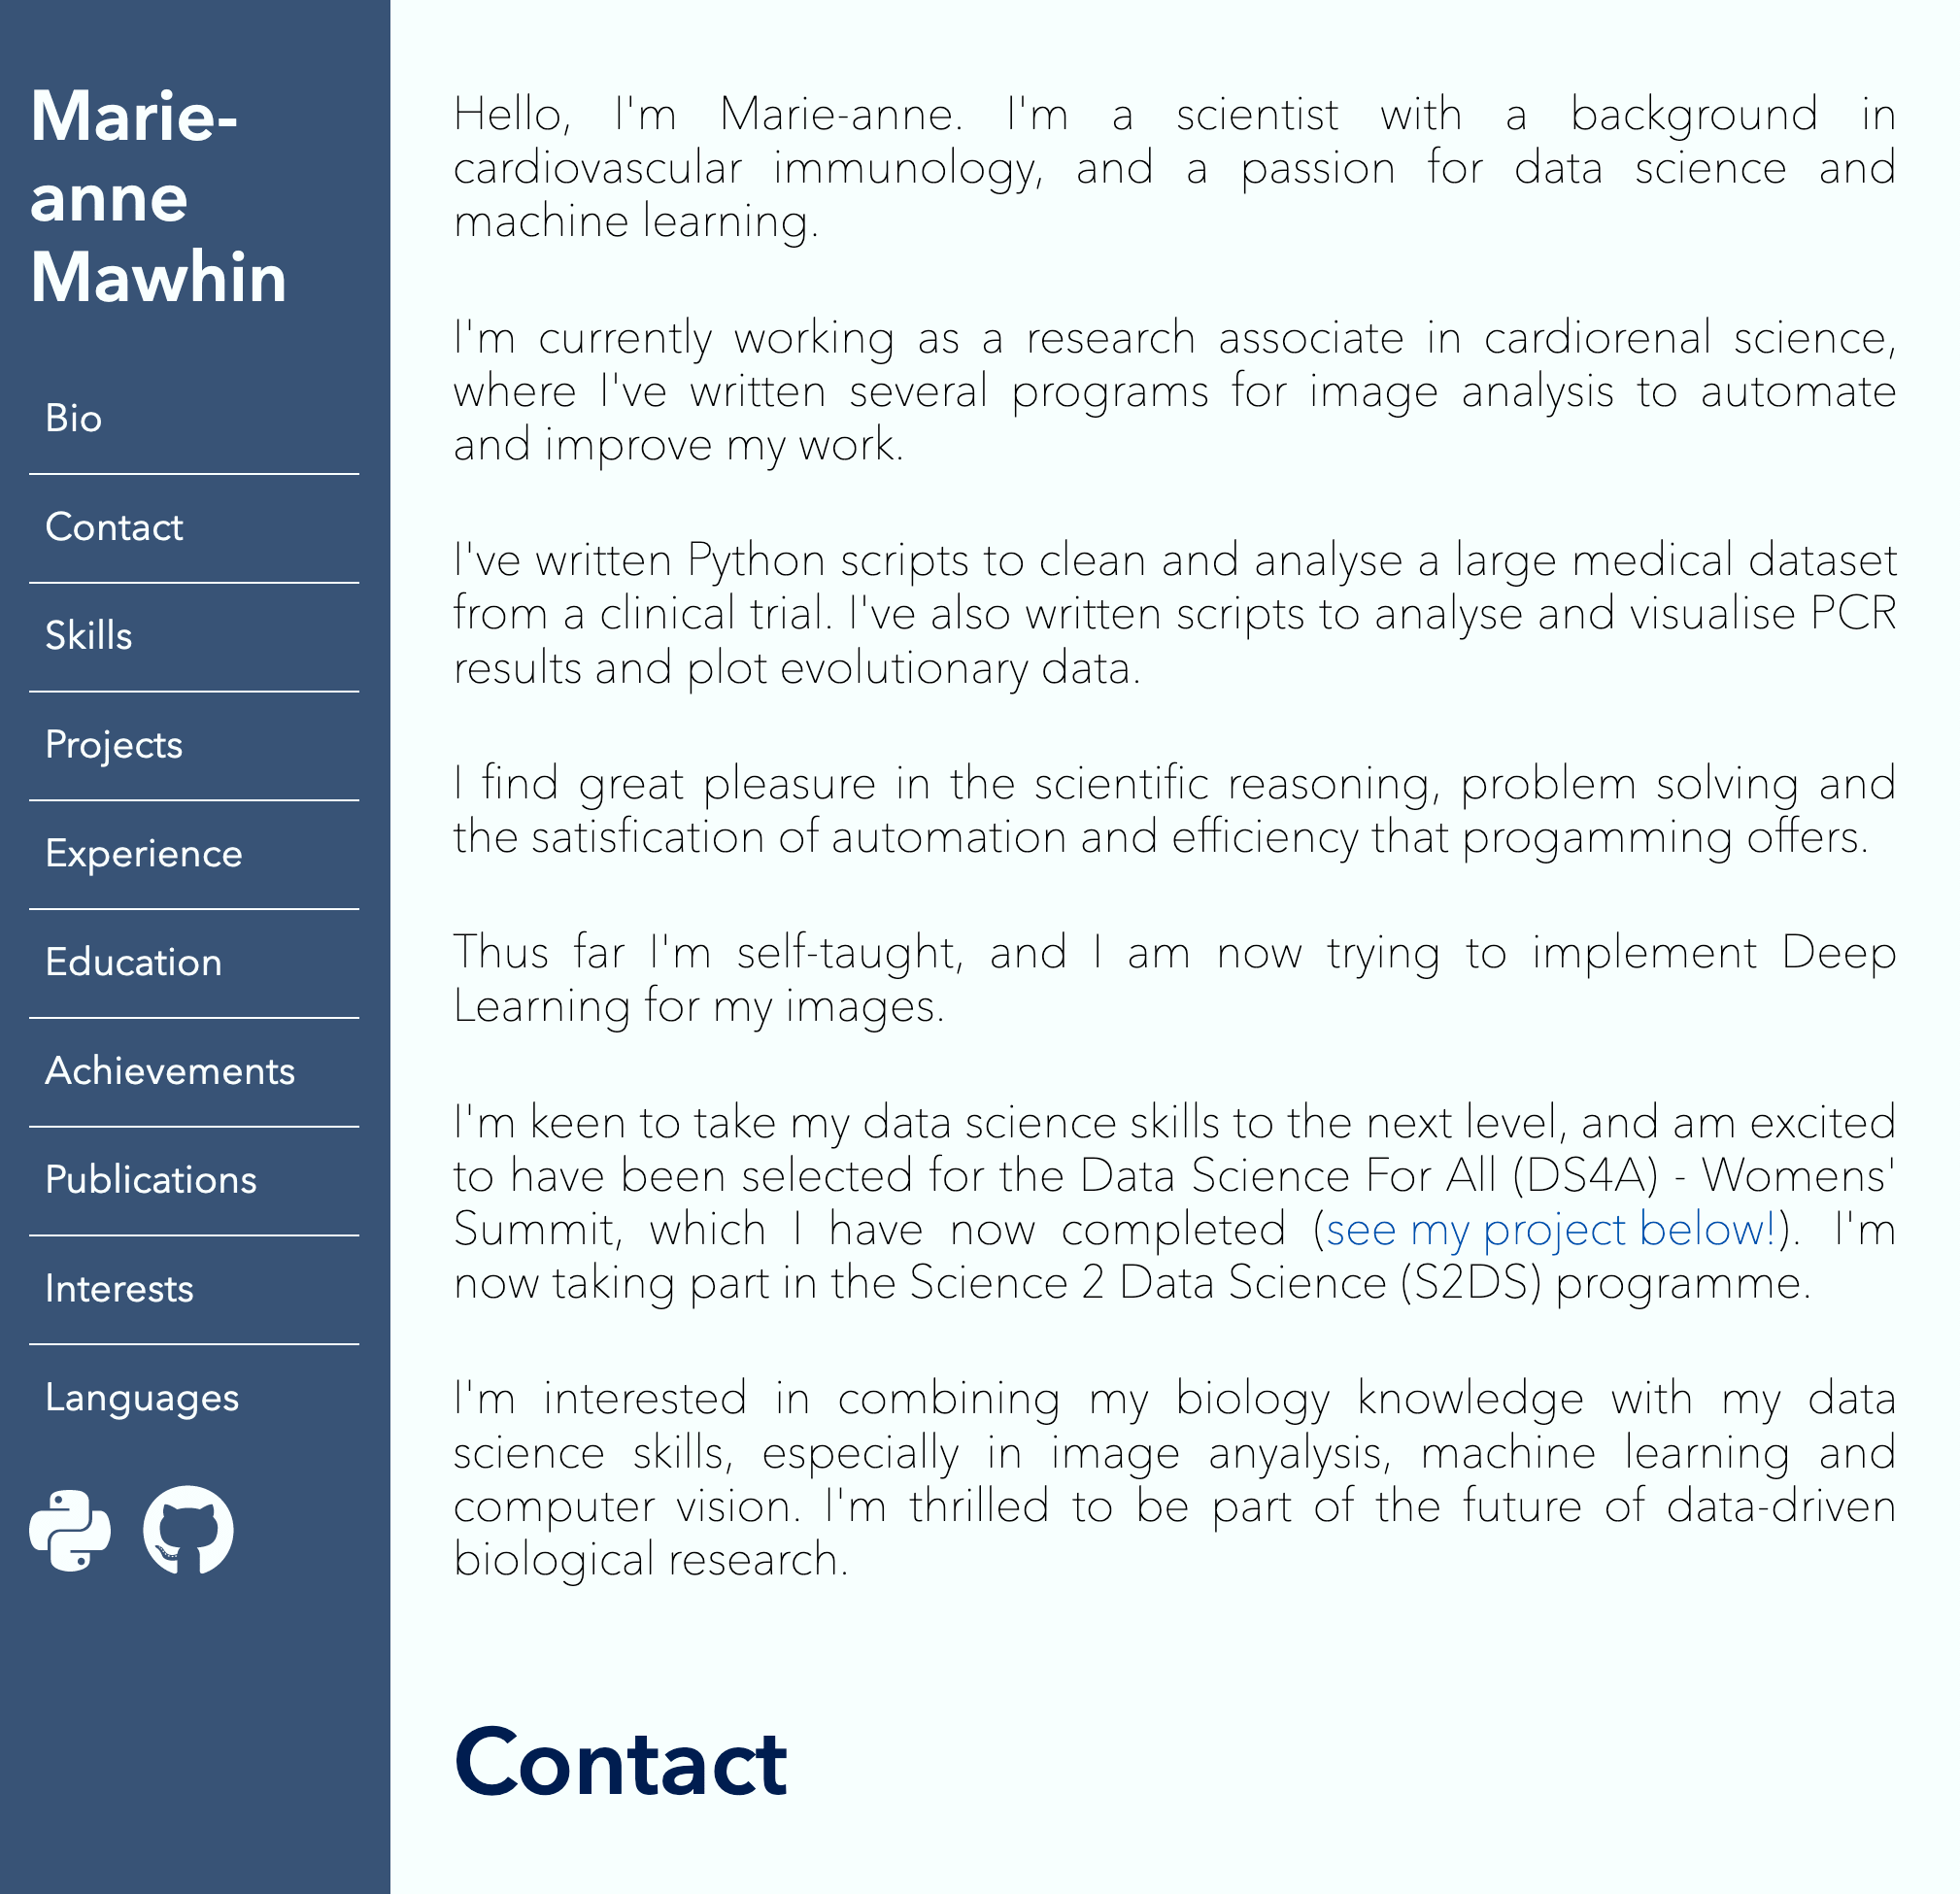 Marie-
anne
Mawhin
Bio
Contact
Skills
Projects
Experience
Education
Achievements
Publications
Interests
Languages
Hello, I'm Marie-anne. I'm a scientist with a background in
cardiovascular immunology, and a passion for data science and
machine learning.
I'm currently working as a research associate in cardiorenal science,
where I've written several programs for image analysis to automate
and improve my work.
I've written Python scripts to clean and analyse a large medical dataset
from a clinical trial. I've also written scripts to analyse and visualise PCR
results and plot evolutionary data.
I find great pleasure in the scientific reasoning, problem solving and
the satisfication of automation and efficiency that progamming offers.
Thus far I'm self-taught, and I am now trying to implement Deep
Learning for my images.
I'm keen to take my data science skills to the next level, and am excited
to have been selected for the Data Science For All (DS4A) - Womens'
Summit, which I have now completed (see my project below!). I'm
now taking part in the Science 2 Data Science (S2DS) programme.
I'm interested in combining my biology knowledge with my data
science skills, especially in image anyalysis, machine learning and
computer vision. I'm thrilled to be part of the future of data-driven
biological research.
Contact